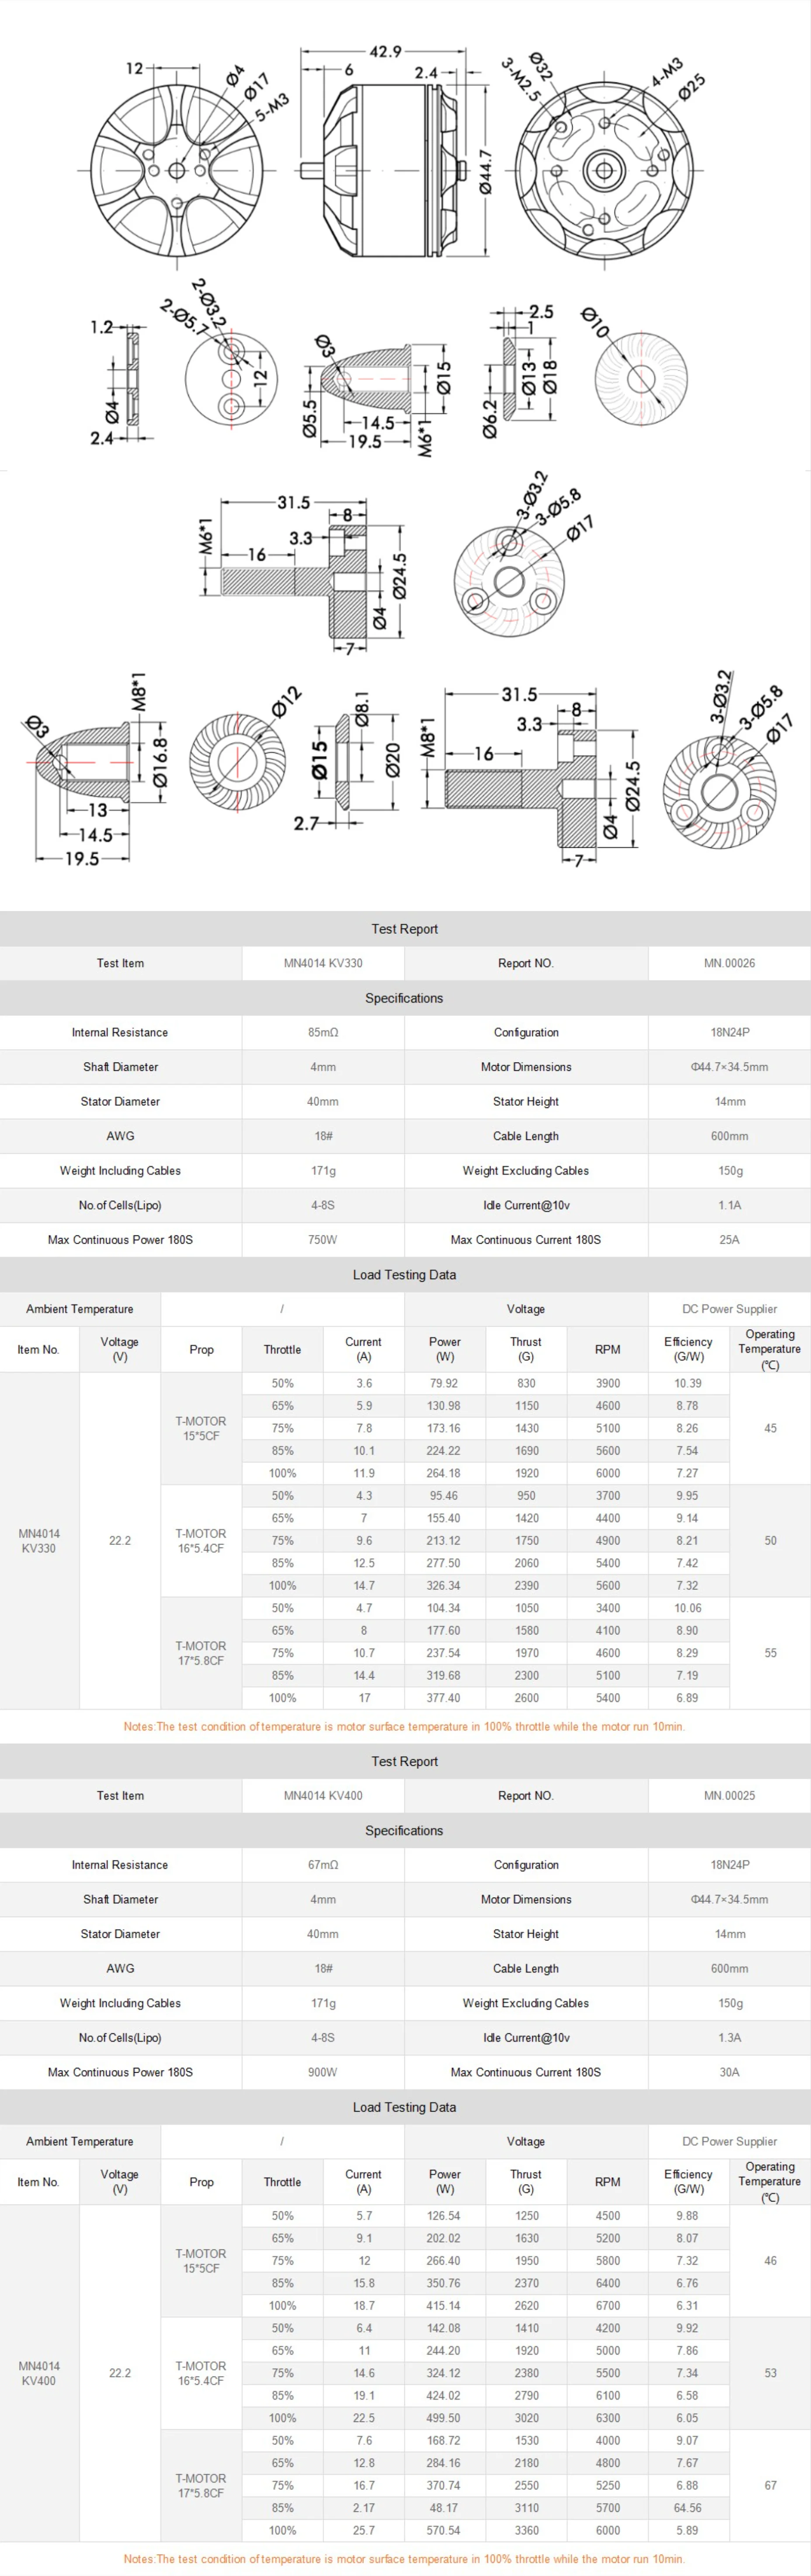 12
Ø4
Ø17
5-M3
42.9
6
2.4
Ø44.7
3-M2.5
Ø32
4-M3
Ø25
1.2
Ø4
2.4
2-Ø3.2
2-Ø5.7
12
Ø3
Ø5.5
14.5
19.5
M6*1
Ø15
2.5
1
Ø6.2
Ø13
Ø18
Ø10
31.5
8
3.3
M6*1
16
Ø4
Ø24.5
7
3-Ø3.2
3-Ø5.8
Ø17
Ø3
M8*1
Ø16.8
13
14.5
19.5
Ø12
Ø15
Ø8.1
Ø20
2.7
31.5
8
3.3
M8*1
16
Ø4
Ø24.5
7
3-Ø3.2
3-Ø5.8
Ø17
Test Report
Test Item MN4014 KV330 Report NO. MN.00026
Specifications
Internal Resistance 85mΩ Configuration 18N24P
Shaft Diameter 4mm Motor Dimensions Φ44.7×34.5mm
Stator Diameter 40mm Stator Height 14mm
AWG 18# Cable Length 600mm
Weight Including Cables 171g Weight Excluding Cables 150g
No.of Cells(Lipo) 4-8S Idle Current@10v 1.1A
Max Continuous Power 180S 750W Max Continuous Current 180S 25A
Load Testing Data
Ambient Temperature / Voltage DC Power Supplier
Item No. Voltage (V) Prop Throttle Current (A) Power (W) Thrust (G) RPM Efficiency (G/W) Operating Temperature (℃)
MN4014 KV330 22.2
T-MOTOR 15*5CF 45
50% 3.6 79.92 830 3900 10.39
65% 5.9 130.98 1150 4600 8.78
75% 7.8 173.16 1430 5100 8.26
85% 10.1 224.22 1690 5600 7.54
100% 11.9 264.18 1920 6000 7.27
T-MOTOR 16*5.4CF 50
50% 4.3 95.46 950 3700 9.95
65% 7 155.40 1420 4400 9.14
75% 9.6 213.12 1750 4900 8.21
85% 12.5 277.50 2060 5400 7.42
100% 14.7 326.34 2390 5600 7.32
T-MOTOR 17*5.8CF 55
50% 4.7 104.34 1050 3400 10.06
65% 8 177.60 1580 4100 8.90
75% 10.7 237.54 1970 4600 8.29
85% 14.4 319.68 2300 5100 7.19
100% 17 377.40 2600 5400 6.89
Notes:The test condition of temperature is motor surface temperature in 100% throttle while the motor run 10min.
Test Report
Test Item MN4014 KV400 Report NO. MN.00025
Specifications
Internal Resistance 67mΩ Configuration 18N24P
Shaft Diameter 4mm Motor Dimensions Φ44.7×34.5mm
Stator Diameter 40mm Stator Height 14mm
AWG 18# Cable Length 600mm
Weight Including Cables 171g Weight Excluding Cables 150g
No.of Cells(Lipo) 4-8S Idle Current@10v 1.3A
Max Continuous Power 180S 900W Max Continuous Current 180S 30A
Load Testing Data
Ambient Temperature / Voltage DC Power Supplier
Item No. Voltage (V) Prop Throttle Current (A) Power (W) Thrust (G) RPM Efficiency (G/W) Operating Temperature (℃)
MN4014 KV400 22.2
T-MOTOR 15*5CF 46
50% 5.7 126.54 1250 4500 9.88
65% 9.1 202.02 1630 5200 8.07
75% 12 266.40 1950 5800 7.32
85% 15.8 350.76 2370 6400 6.76
100% 18.7 415.14 2620 6700 6.31
T-MOTOR 16*5.4CF 53
50% 6.4 142.08 1410 4200 9.92
65% 11 244.20 1920 5000 7.86
75% 14.6 324.12 2380 5500 7.34
85% 19.1 424.02 2790 6100 6.58
100% 22.5 499.50 3020 6300 6.05
T-MOTOR 17*5.8CF 67
50% 7.6 168.72 1530 4000 9.07
65% 12.8 284.16 2180 4800 7.67
75% 16.7 370.74 2550 5250 6.88
85% 2.17 48.17 3110 5700 64.56
100% 25.7 570.54 3360 6000 5.89
Notes:The test condition of temperature is motor surface temperature in 100% throttle while the motor run 10min.